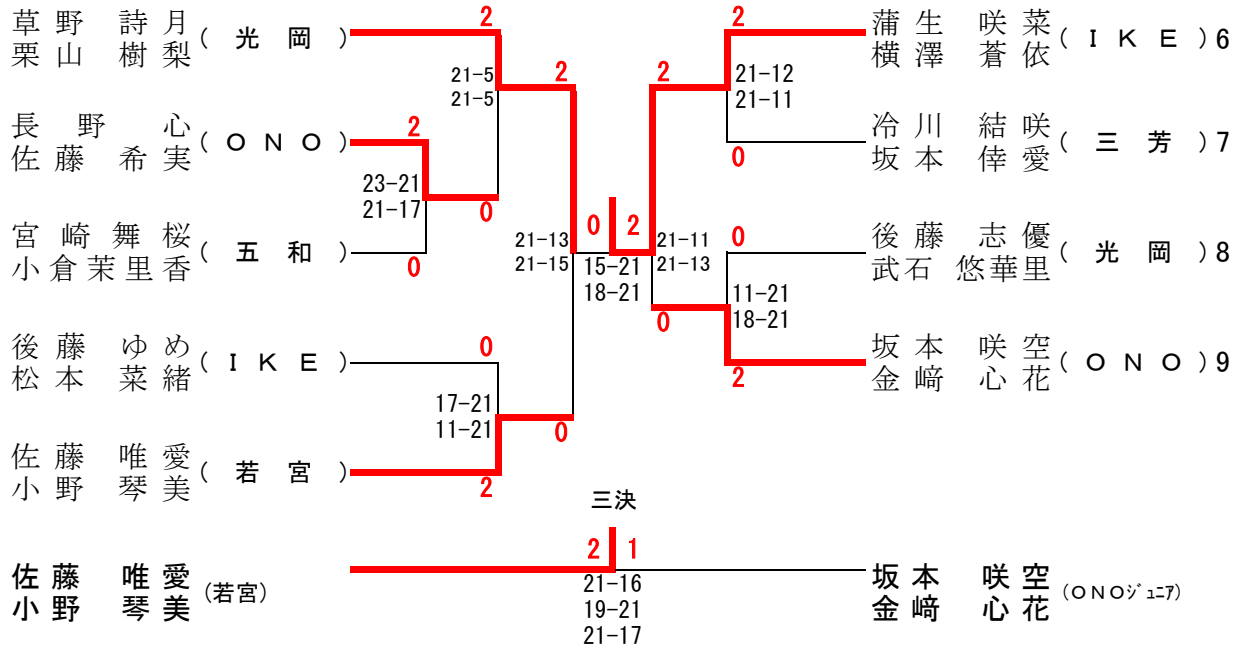 草野 詩月
栗山 樹梨
(光岡)
2
21-5
21-5
長野 心
佐藤 希実
(ONO)
2
23-21
21-17
0
宮崎舞桜
小倉茉里香
(五和)
0
2
21-13
21-15
後藤 ゆめ
松本 菜緒
(IKE)
0
17-21
11-21
佐藤 唯愛
小野 琴美
(若宮)
2
0
0 2
15-21
18-21
蒲生 咲菜
横澤 蒼依
(IKE) 6
2
21-12
21-11
冷川 結咲
坂本 倖愛
(三芳) 7
0
2
21-11
21-13
後藤 志優
武石 悠華里
(光岡) 8
0
11-21
18-21
坂本 咲空
金﨑 心花
(ONO) 9
2
0
三決
佐藤 唯愛
小野 琴美
(若宮)
2 1
21-16
19-21
21-17
坂本 咲空
金﨑 心花
(ONOジュニア)